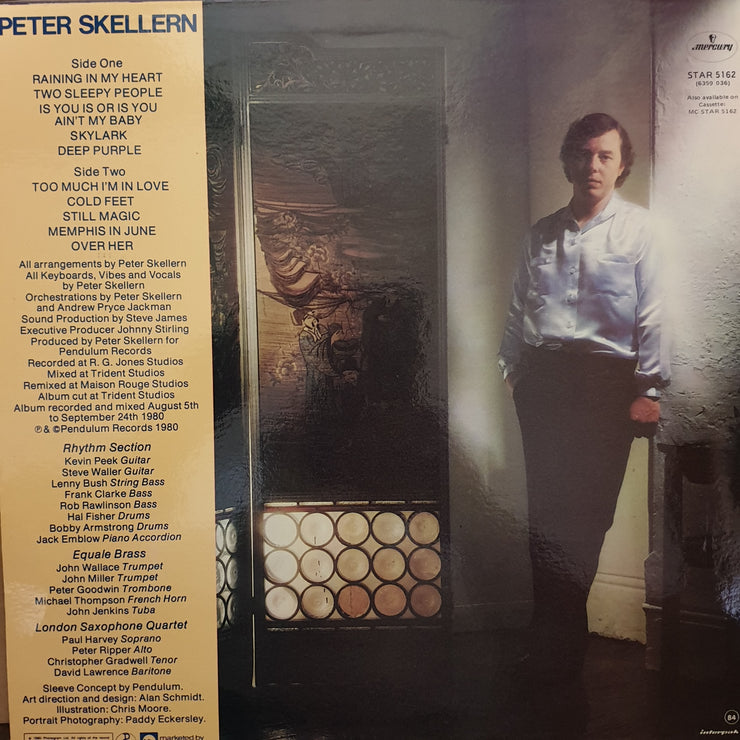 PETER SKELLERN
Side One
RAINING IN MY HEART
TWO SLEEPY PEOPLE
IS YOU IS OR IS YOU
AIN'T MY BABY
SKYLARK
DEEP PURPLE
Side Two
TOO MUCH I'M IN LOVE
COLD FEET
STILL MAGIC
MEMPHIS IN JUNE
OVER HER
All arrangements by Peter Skellern
All Keyboards, Vibes and Vocals
by Peter Skellern
Orchestrations by Peter Skellern
and Andrew Pryce Jackman
Sound Production by Steve James
Executive Producer Johnny Stirling
Produced by Peter Skellern for
Pendulum Records
Recorded at R. G. Jones Studios
Mixed at Trident Studios
Remixed at Maison Rouge Studios
Album cut at Trident Studios
Album recorded and mixed August 5th
to September 24th 1980
℗ & ©Pendulum Records 1980
Rhythm Section
Kevin Peek Guitar
Steve Waller Guitar
Lenny Bush String Bass
Frank Clarke Bass
Rob Rawlinson Bass
Hal Fisher Drums
Bobby Armstrong Drums
Jack Emblow Piano Accordion
Equale Brass
John Wallace Trumpet
John Miller Trumpet
Peter Goodwin Trombone
Michael Thompson French Horn
John Jenkins Tuba
London Saxophone Quartet
Paul Harvey Soprano
Peter Ripper Alto
Christopher Gradwell Tenor
David Lawrence Baritone
Sleeve Concept by Pendulum.
Art direction and design: Alan Schmidt.
Illustration: Chris Moore.
Portrait Photography: Paddy Eckersley.
marketed by
mercury
STAR 5162
(6399 036)
Also available on
Cassette:
MC STAR 5162
84
interpak